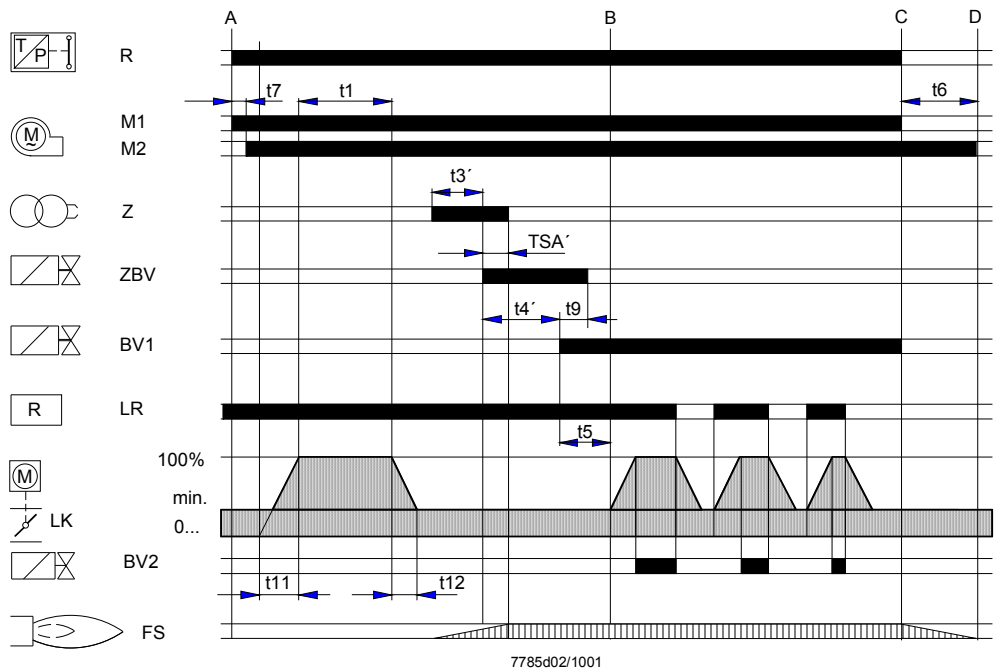 A B C D
T P R
t7 t1 t6
M1
M ~ M2
t3´
Z
TSA´
ZBV
t4´ t9
BV1
R LR
t5
100%
M min.
LK 0...
BV2
t11 t12
FS
7785d02/1001